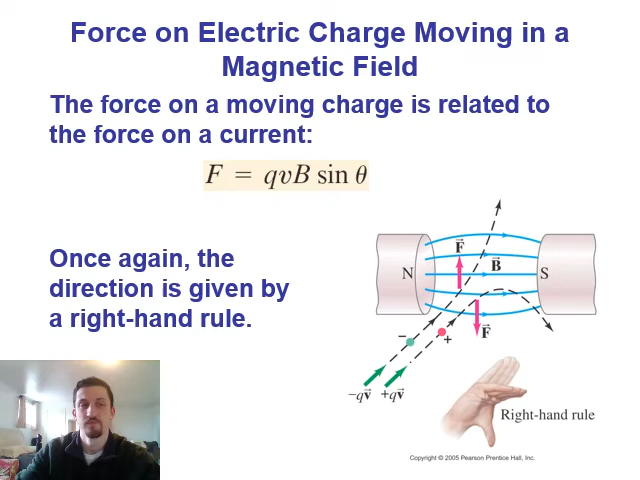 Force on Electric Charge Moving in a
Magnetic Field
The force on a moving charge is related to
the force on a current:
F = qvB sin θ
Once again, the
direction is given by
a right-hand rule.
F⃗
B⃗
N
S
−
+
F⃗
−qv⃗ +qv⃗
Right-hand rule
Copyright © 2005 Pearson Prentice Hall, Inc.